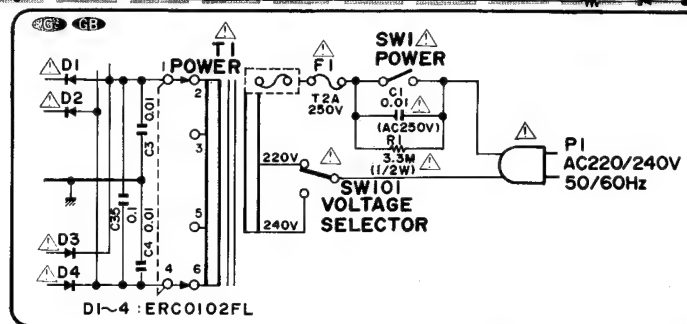 G GB
D1
D2
D3
D4
D1~4 : ERC0102FL
C35
0.1
C3
0.01
C4
0.01
1
4
T1
POWER
2
3
5
6
F1
T2A
250V
SW1
POWER
C1
0.01
(AC250V)
R1
3.3M
(1/2W)
220V
240V
SW101
VOLTAGE
SELECTOR
P1
AC220/240V
50/60Hz